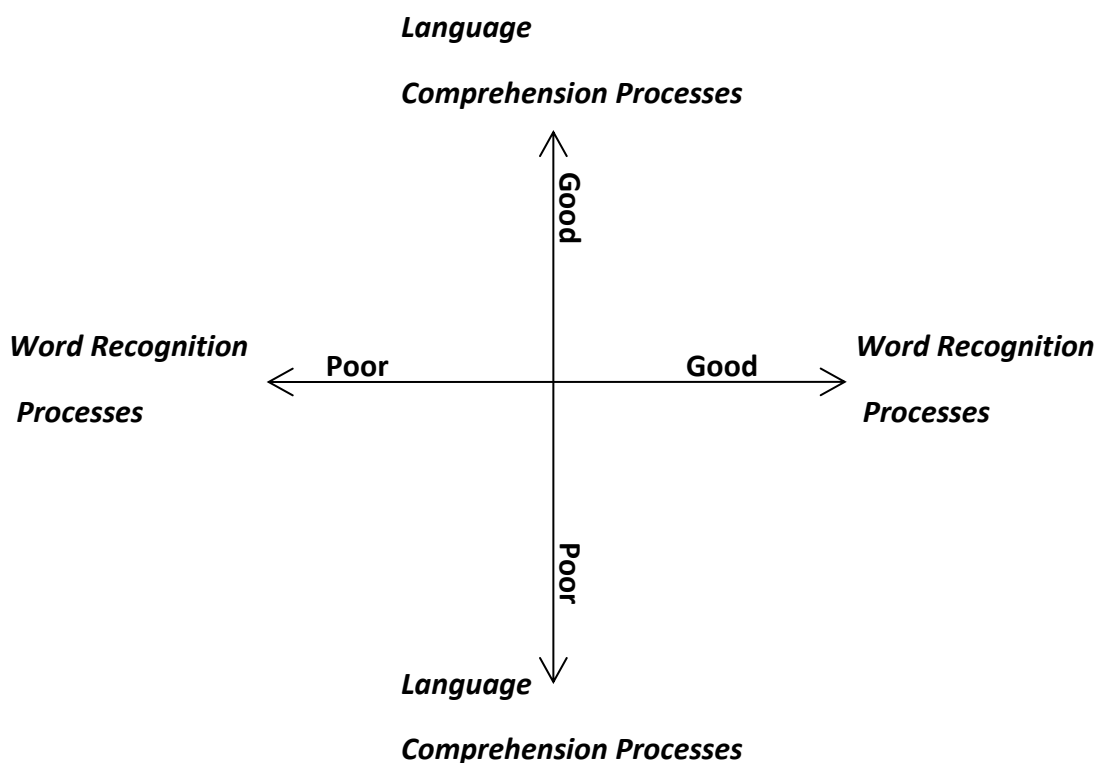 Language
Comprehension Processes
Good
Word Recognition
Processes
Poor
Good
Word Recognition
Processes
Poor
Language
Comprehension Processes